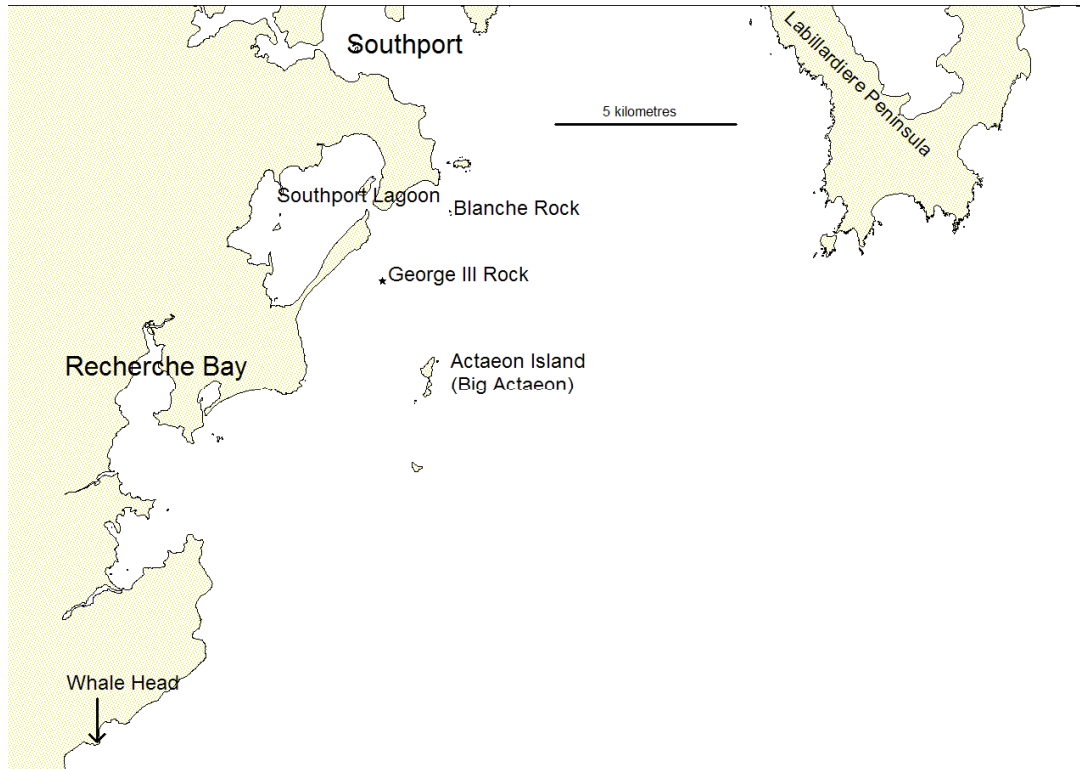 Southport
Labillardiere Peninsula
5 kilometres
Southport Lagoon
Blanche Rock
George III Rock
Recherche Bay
Actaeon Island
(Big Actaeon)
Whale Head